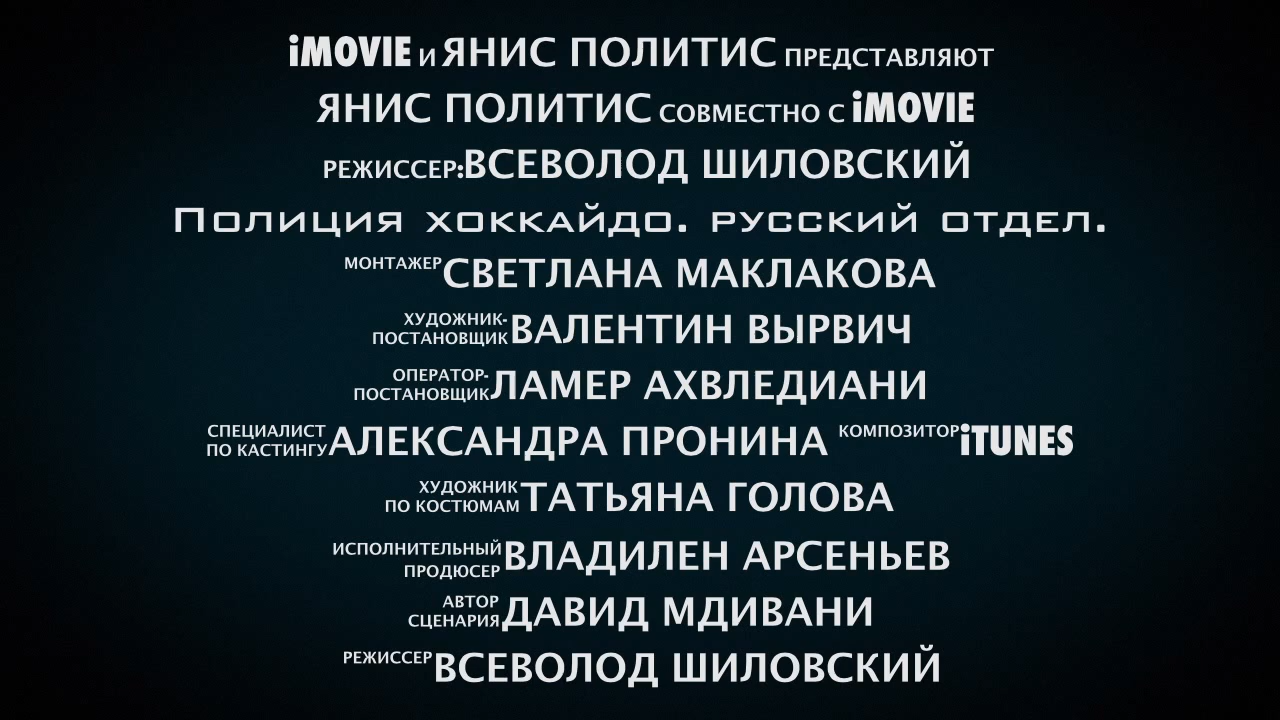 iMOVIE И ЯНИС ПОЛИТИС ПРЕДСТАВЛЯЮТ
ЯНИС ПОЛИТИС СОВМЕСТНО С iMOVIE
РЕЖИССЕР:ВСЕВОЛОД ШИЛОВСКИЙ
Полиция хоккайдо. русский отдел.
МОНТАЖЕР СВЕТЛАНА МАКЛАКОВА
ХУДОЖНИК-
ПОСТАНОВЩИК ВАЛЕНТИН ВЫРВИЧ
ОПЕРАТОР-
ПОСТАНОВЩИК ЛАМЕР АХВЛЕДИАНИ
СПЕЦИАЛИСТ
ПО КАСТИНГУ АЛЕКСАНДРА ПРОНИНА КОМПОЗИТОР iTUNES
ХУДОЖНИК
ПО КОСТЮМАМ ТАТЬЯНА ГОЛОВА
ИСПОЛНИТЕЛЬНЫЙ
ПРОДЮСЕР ВЛАДИЛЕН АРСЕНЬЕВ
АВТОР
СЦЕНАРИЯ ДАВИД МДИВАНИ
РЕЖИССЕР ВСЕВОЛОД ШИЛОВСКИЙ